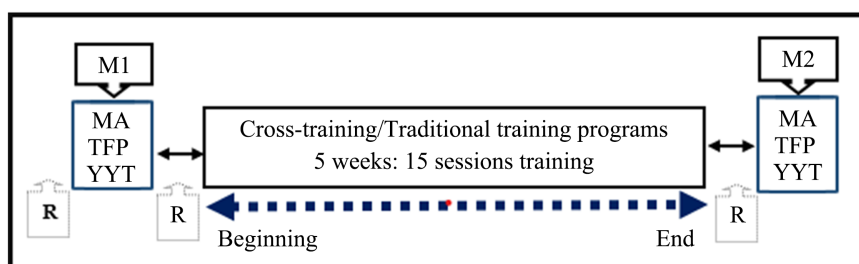 M1
M2
MA
TFP
YYT
Cross-training/Traditional training programs
5 weeks: 15 sessions training
MA
TFP
YYT
R
R
R
Beginning
End